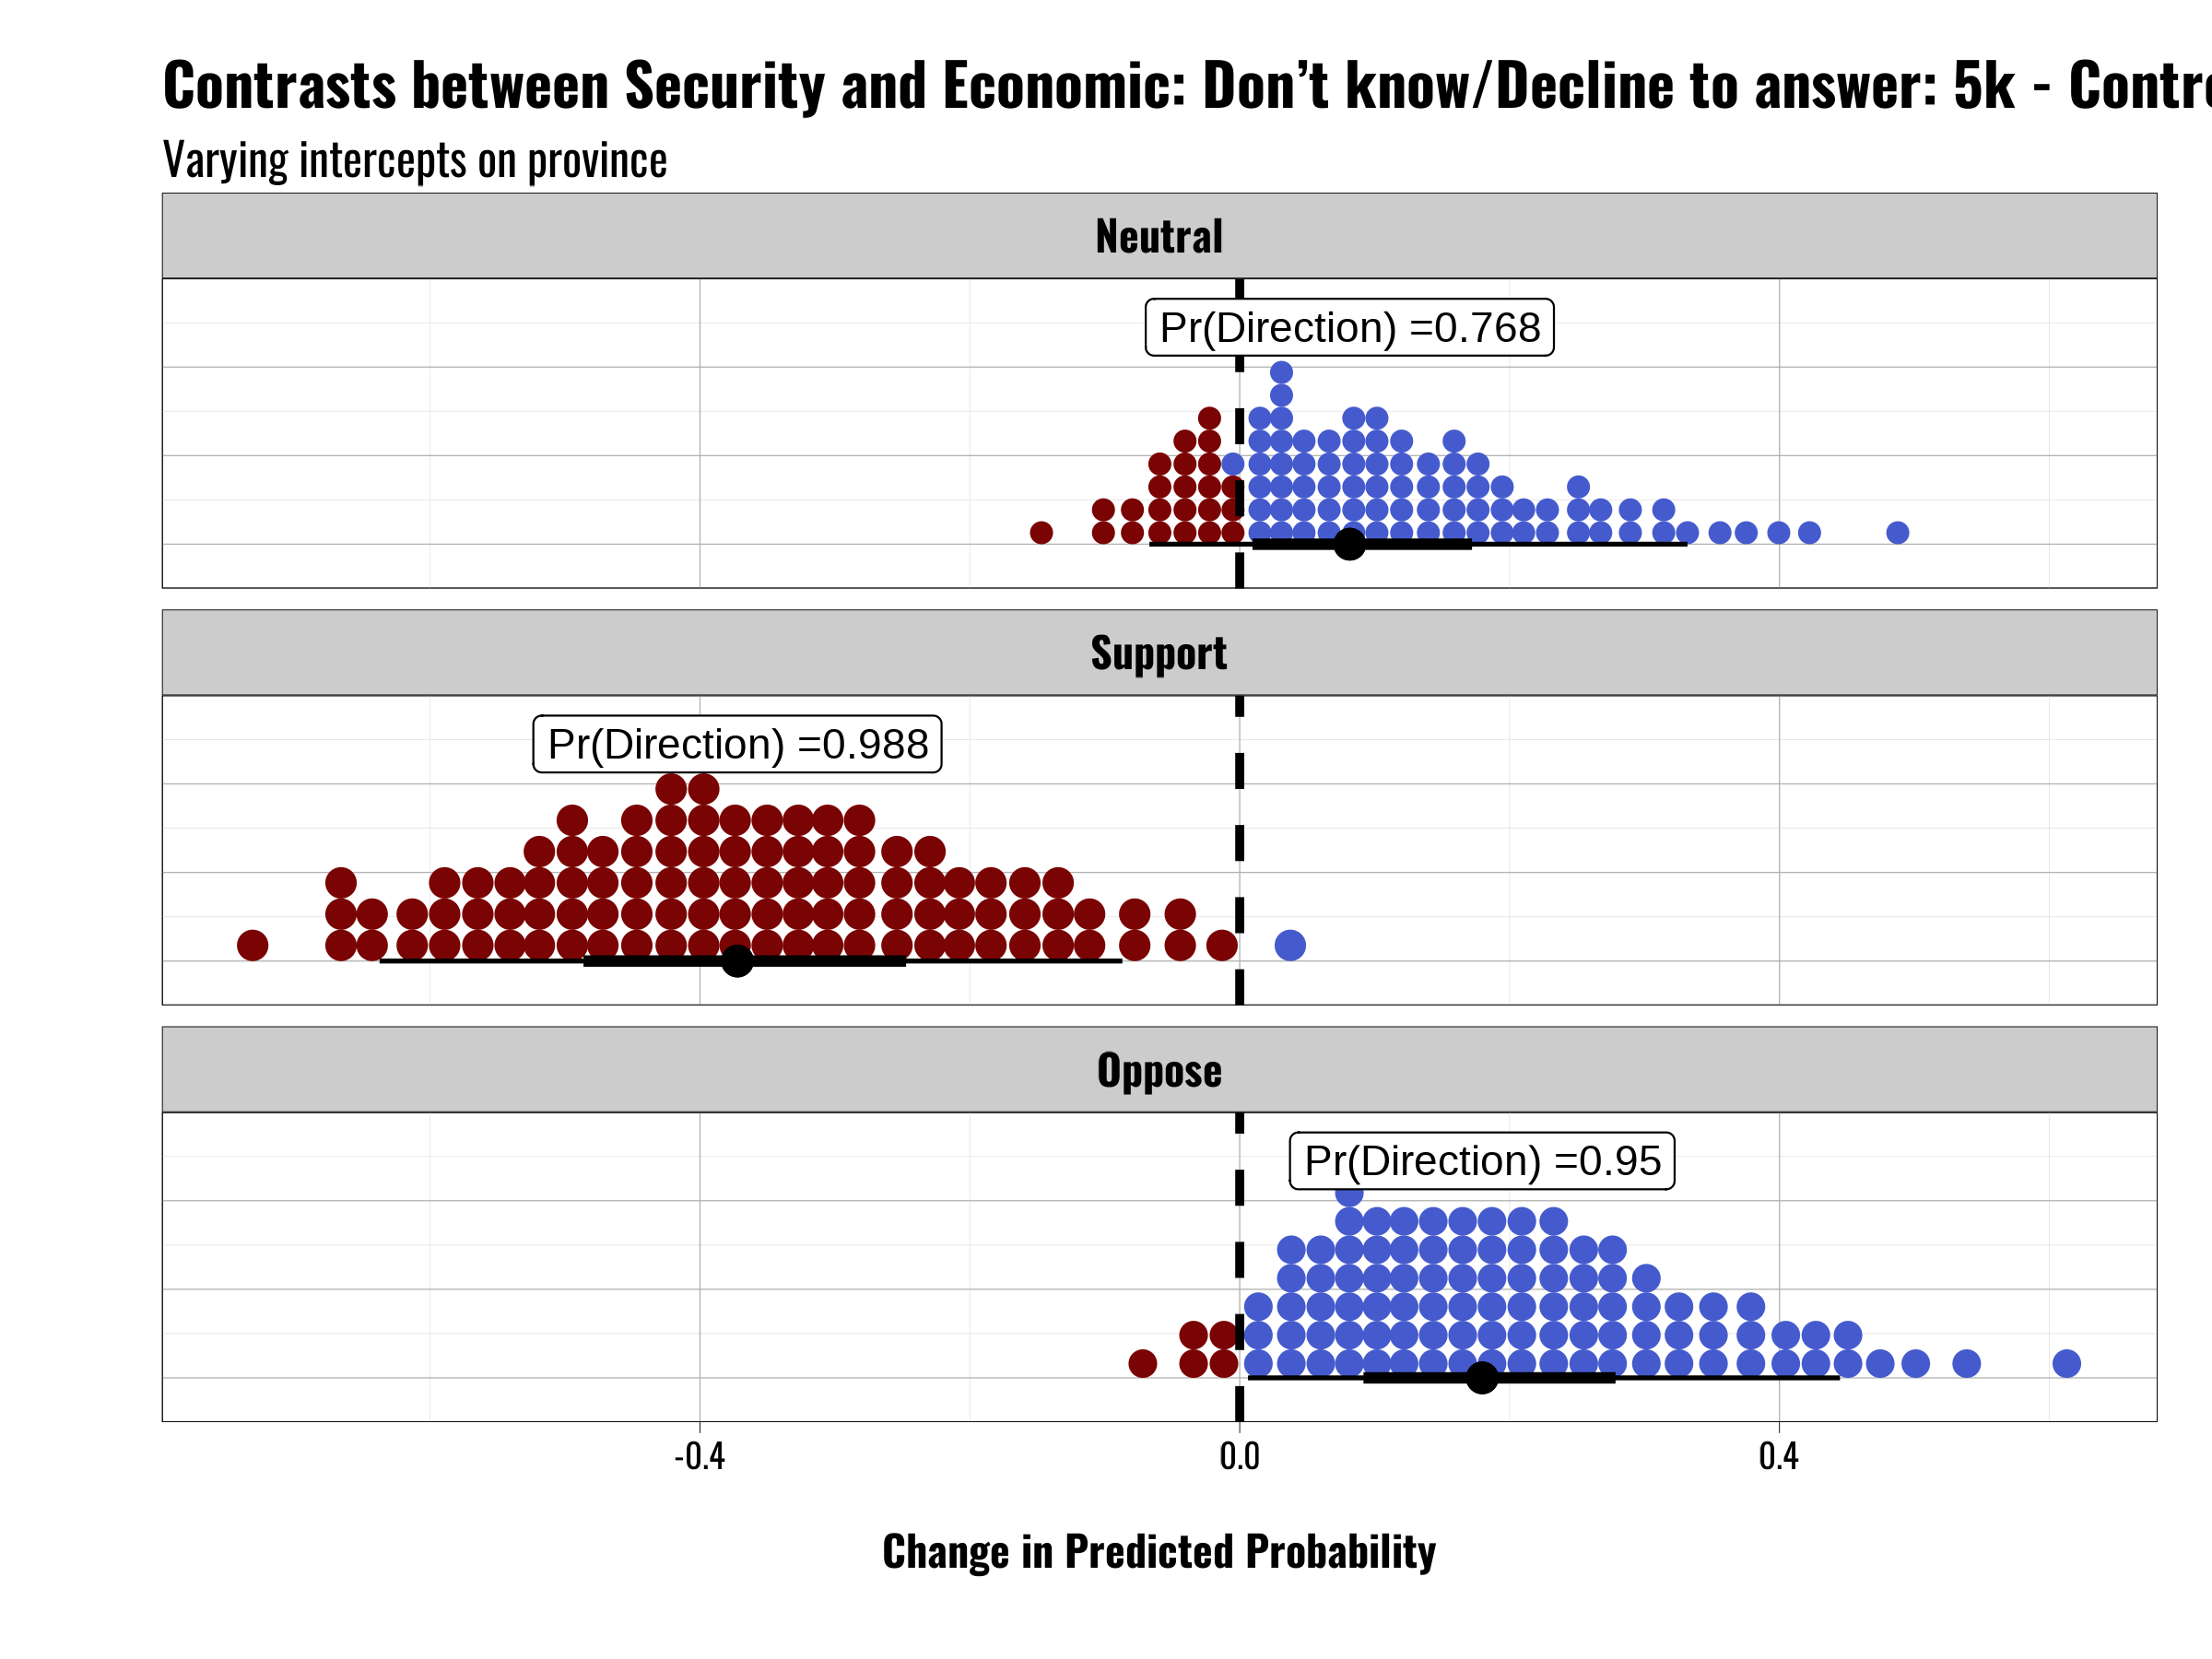 Contrasts between Security and Economic: Don’t know/Decline to answer: 5k - Contr
Varying intercepts on province
Neutral
Pr(Direction) =0.768
Support
Pr(Direction) =0.988
Oppose
Pr(Direction) =0.95
-0.4 0.0 0.4
Change in Predicted Probability